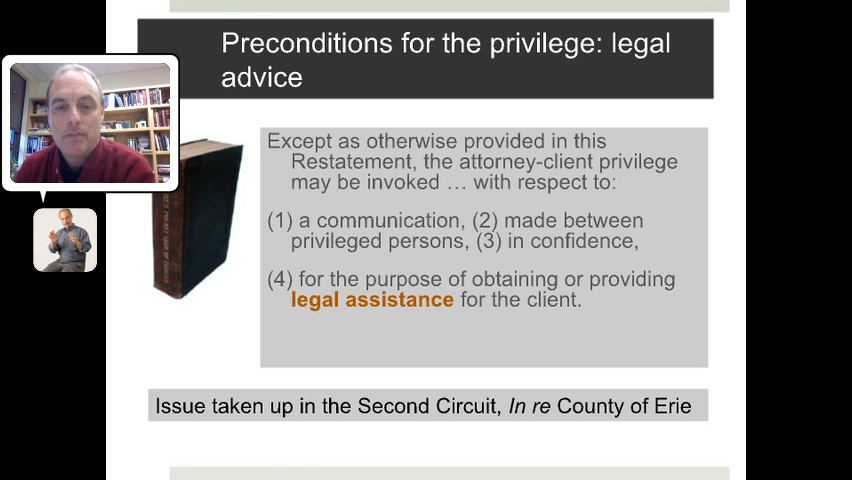 Preconditions for the privilege: legal
advice
Except as otherwise provided in this
Restatement, the attorney-client privilege
may be invoked … with respect to:
(1) a communication, (2) made between
privileged persons, (3) in confidence,
(4) for the purpose of obtaining or providing
legal assistance for the client.
Issue taken up in the Second Circuit, In re County of Erie